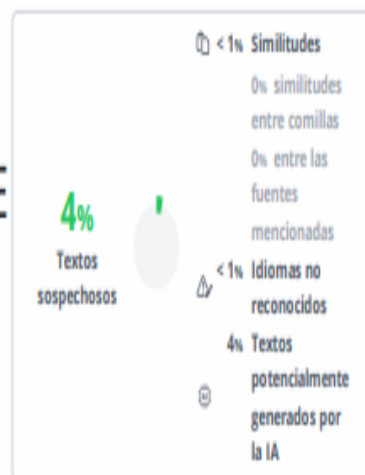 4%
Textos
sospechosos
< 1% Similitudes
0% similitudes
entre comillas
0% entre las
fuentes
mencionadas
< 1% Idiomas no
reconocidos
4% Textos
potencialmente
generados por
la IA